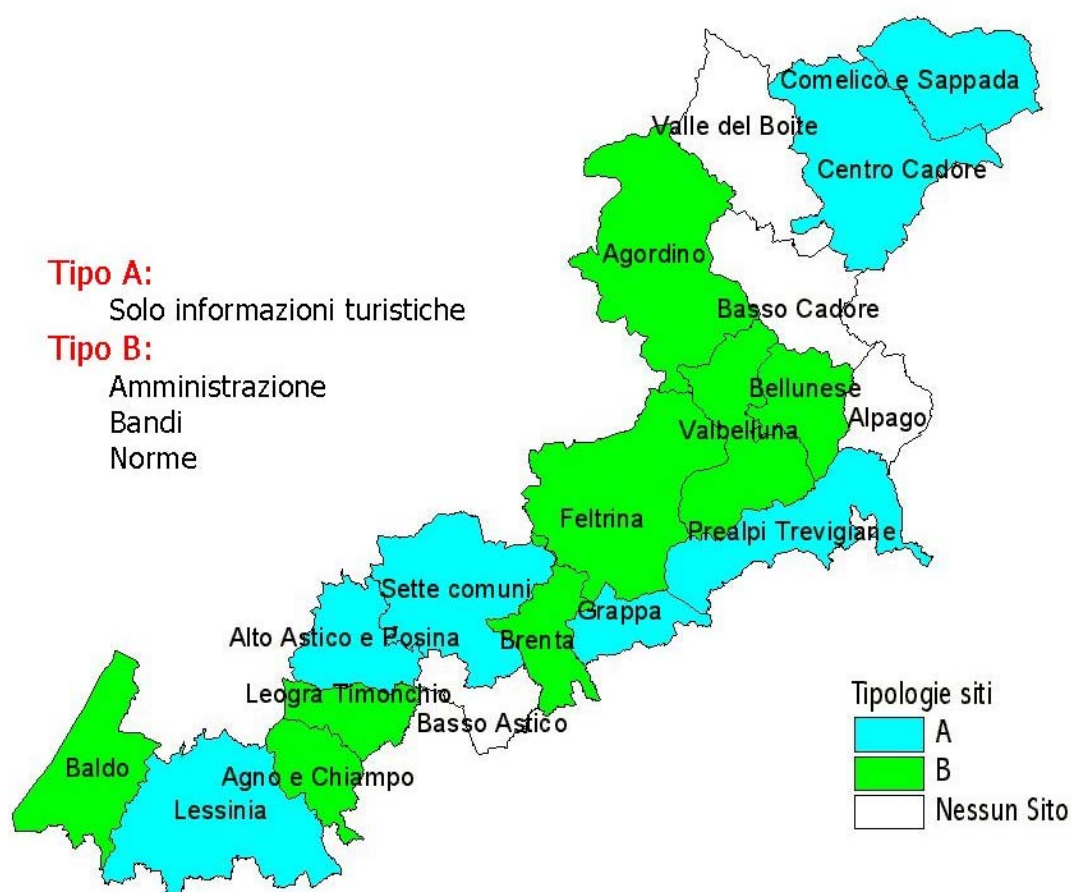 Comelico e Sappada
Valle del Boite
Centro Cadore
Agordino
Tipo A:
Solo informazioni turistiche
Basso Cadore
Tipo B:
Amministrazione
Bandi
Norme
Bellunese
Alpago
Valbelluna
Feltrina
Prealpi Trevigiane
Sette comuni
Grappa
Alto Astico e Posina
Brenta
Leogra Timonchio
Basso Astico
Baldo
Agno e Chiampo
Lessinia
Tipologie siti
A
B
Nessun Sito